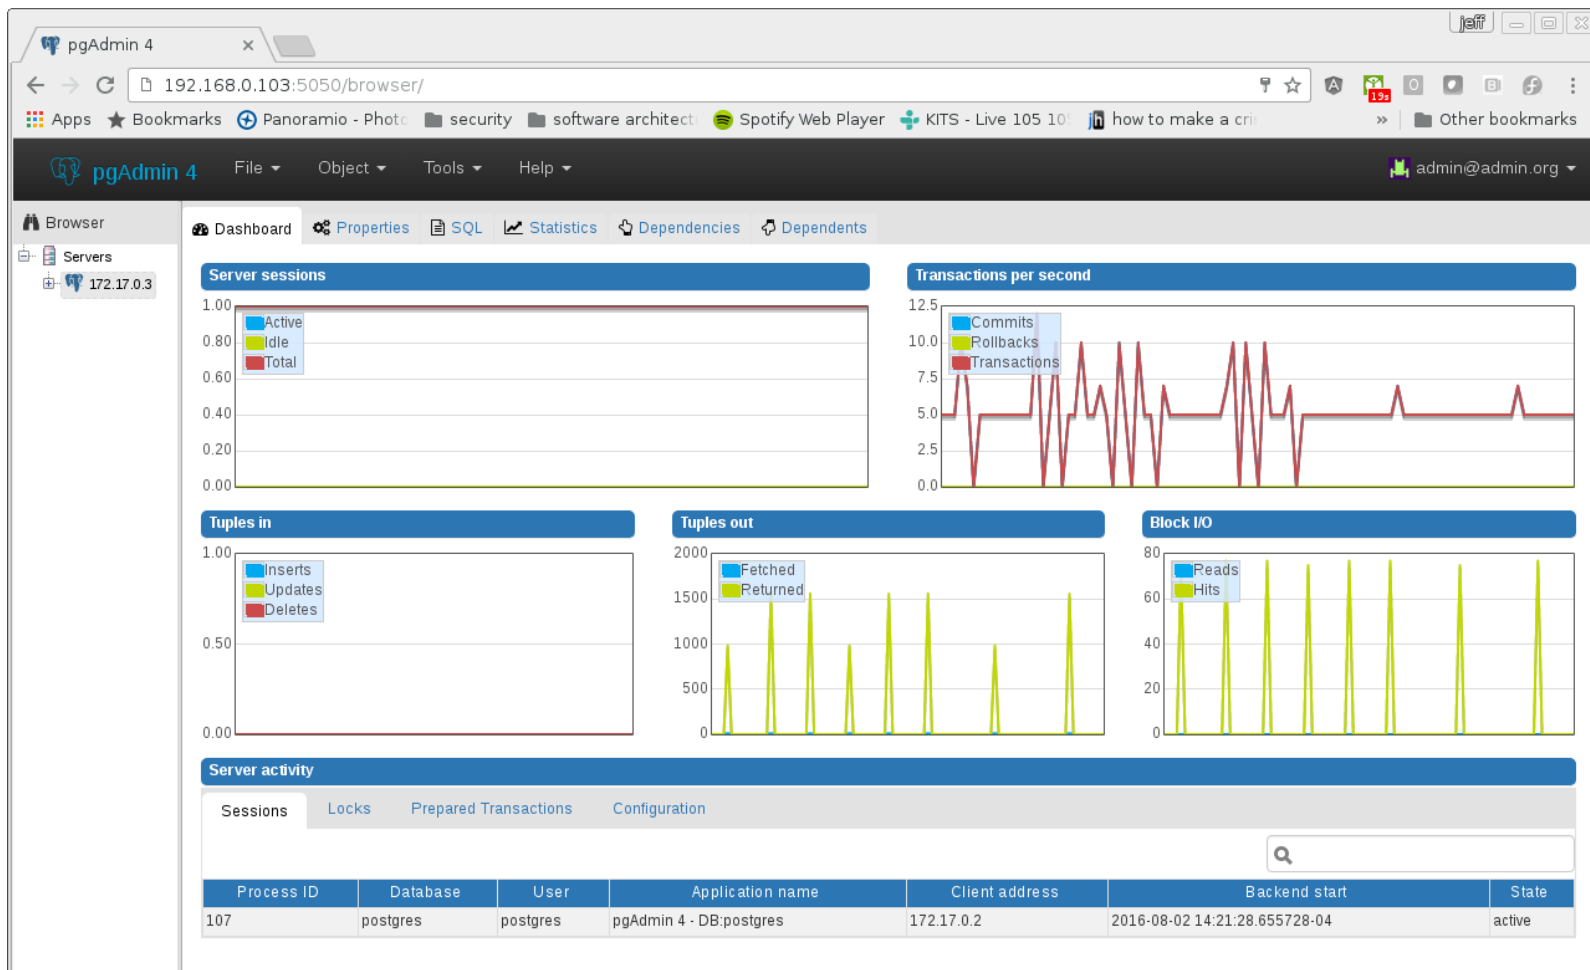 jeff
pgAdmin 4
192.168.0.103:5050/browser/
19s
Apps Bookmarks Panoramio - Photo security software architect Spotify Web Player KITS - Live 105 10 how to make a cri » Other bookmarks
pgAdmin 4 File Object Tools Help admin@admin.org
Browser
Dashboard Properties SQL Statistics Dependencies Dependents
Servers
172.17.0.3
Server sessions
1.00
0.80
0.60
0.40
0.20
0.00
Active
Idle
Total
Transactions per second
12.5
10.0
7.5
5.0
2.5
0.0
Commits
Rollbacks
Transactions
Tuples in
1.00
0.50
0.00
Inserts
Updates
Deletes
Tuples out
2000
1500
1000
500
0
Fetched
Returned
Block I/O
80
60
40
20
0
Reads
Hits
Server activity
Sessions Locks Prepared Transactions Configuration
Process ID Database User Application name Client address Backend start State
107 postgres postgres pgAdmin 4 - DB:postgres 172.17.0.2 2016-08-02 14:21:28.655728-04 active